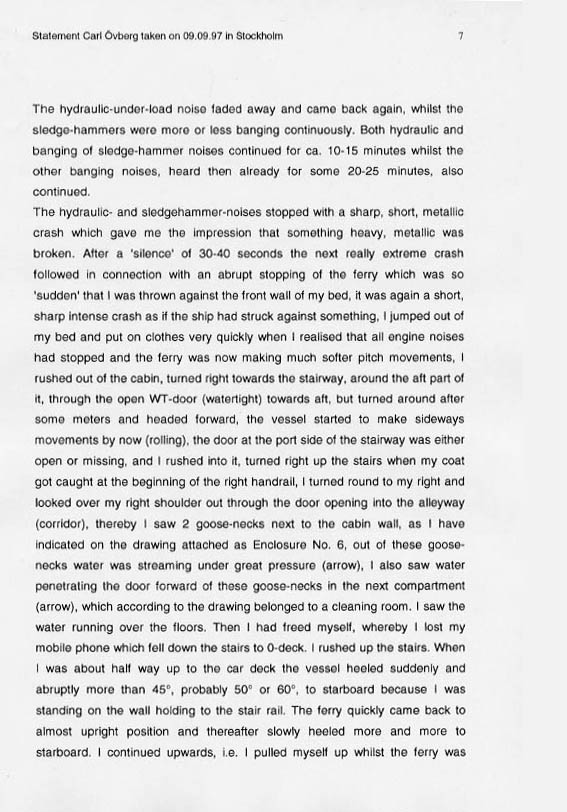 Statement Carl Övberg taken on 09.09.97 in Stockholm 7
The hydraulic-under-load noise faded away and came back again, whilst the
sledge-hammers were more or less banging continuously. Both hydraulic and
banging of sledge-hammer noises continued for ca. 10-15 minutes whilst the
other banging noises, heard then already for some 20-25 minutes, also
continued.
The hydraulic- and sledgehammer-noises stopped with a sharp, short, metallic
crash which gave me the impression that something heavy, metallic was
broken. After a 'silence' of 30-40 seconds the next really extreme crash
followed in connection with an abrupt stopping of the ferry which was so
'sudden' that I was thrown against the front wall of my bed, it was again a short,
sharp intense crash as if the ship had struck against something, I jumped out of
my bed and put on clothes very quickly when I realised that all engine noises
had stopped and the ferry was now making much softer pitch movements, I
rushed out of the cabin, turned right towards the stairway, around the aft part of
it, through the open WT-door (watertight) towards aft, but turned around after
some meters and headed forward, the vessel started to make sideways
movements by now (rolling), the door at the port side of the stairway was either
open or missing, and I rushed into it, turned right up the stairs when my coat
got caught at the beginning of the right handrail, I turned round to my right and
looked over my right shoulder out through the door opening into the alleyway
(corridor), thereby I saw 2 goose-necks next to the cabin wall, as I have
indicated on the drawing attached as Enclosure No. 6, out of these goose-
necks water was streaming under great pressure (arrow), I also saw water
penetrating the door forward of these goose-necks in the next compartment
(arrow), which according to the drawing belonged to a cleaning room. I saw the
water running over the floors. Then I had freed myself, whereby I lost my
mobile phone which fell down the stairs to 0-deck. I rushed up the stairs. When
I was about half way up to the car deck the vessel heeled suddenly and
abruptly more than 45°, probably 50° or 60°, to starboard because I was
standing on the wall holding to the stair rail. The ferry quickly came back to
almost upright position and thereafter slowly heeled more and more to
starboard. I continued upwards, i.e. I pulled myself up whilst the ferry was